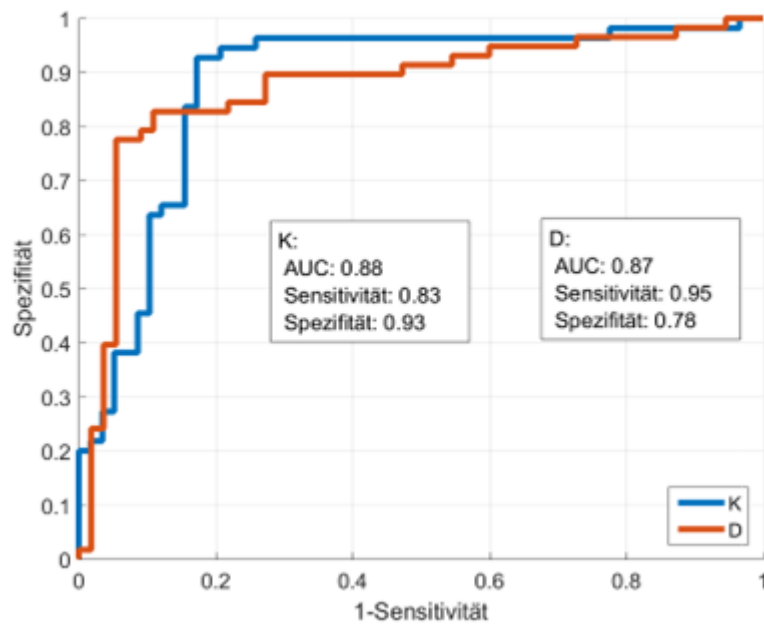 1
0.9
0.8
0.7
0.6
0.5
0.4
0.3
0.2
0.1
0
Spezifität
K:
AUC: 0.88
Sensitivität: 0.83
Spezifität: 0.93
D:
AUC: 0.87
Sensitivität: 0.95
Spezifität: 0.78
K
D
0 0.2 0.4 0.6 0.8 1
1-Sensitivität